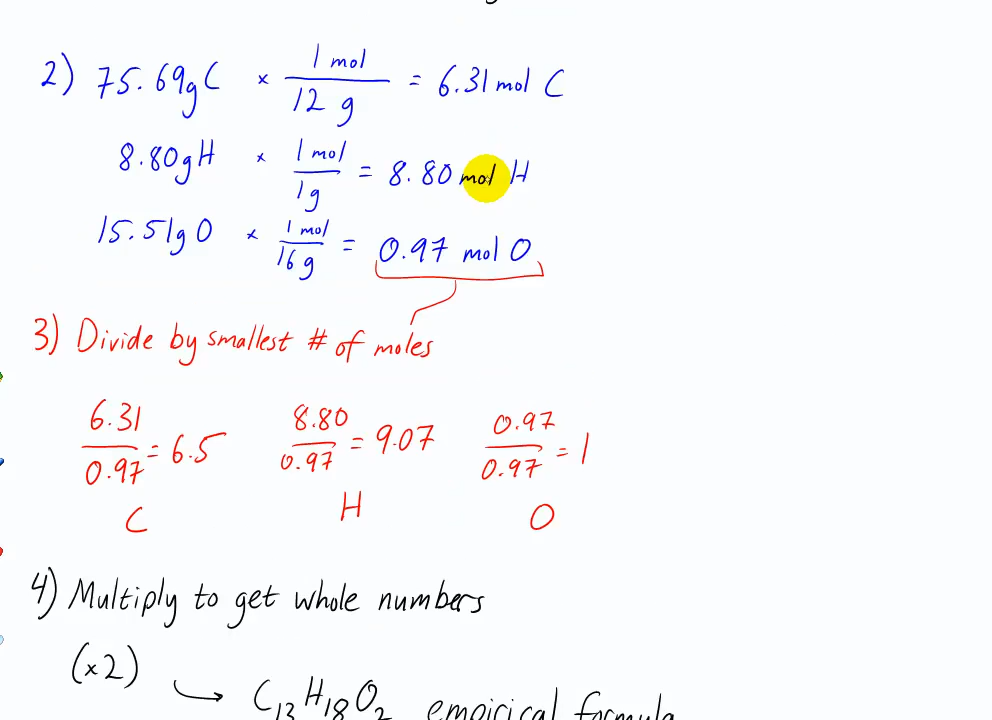 2) 75.69g C × 1 mol / 12 g = 6.31 mol C
8.80g H × 1 mol / 1g = 8.80 mol H
15.51g O × 1 mol / 16g = 0.97 mol O
3) Divide by smallest # of moles
6.31 / 0.97 = 6.5 8.80 / 0.97 = 9.07 0.97 / 0.97 = 1
C H O
4) Multiply to get whole numbers
(×2) → C₁₃H₁₈O₂ empirical formula